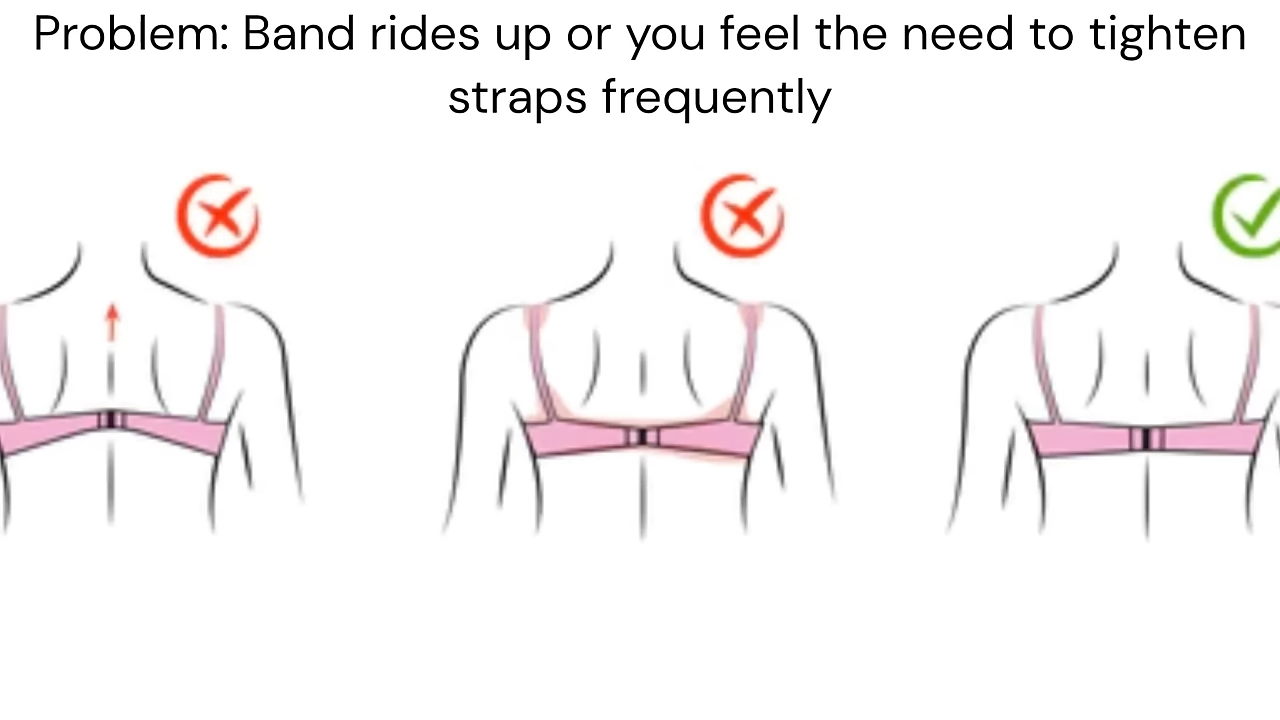 Problem: Band rides up or you feel the need to tighten
straps frequently